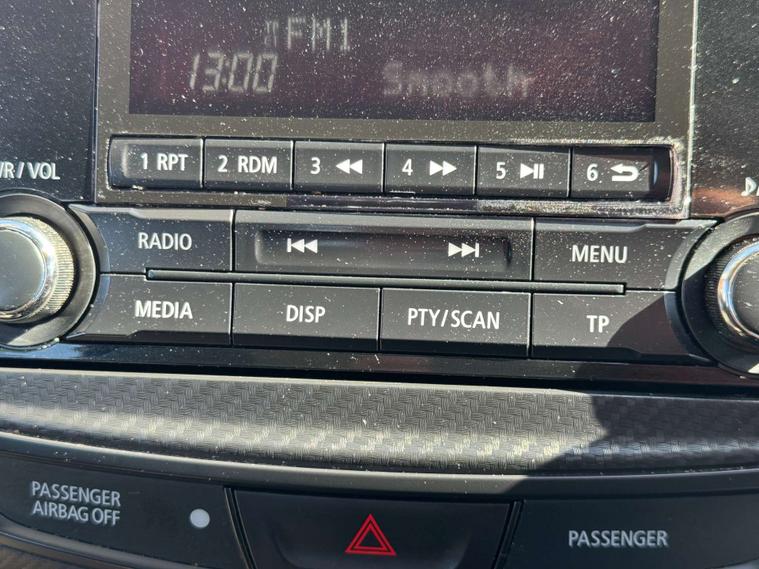 FM1
13:00 Smooth
1 RPT 2 RDM 3 4 5 6
VR / VOL
RADIO MENU
MEDIA DISP PTY/SCAN TP
PASSENGER
AIRBAG OFF
PASSENGER